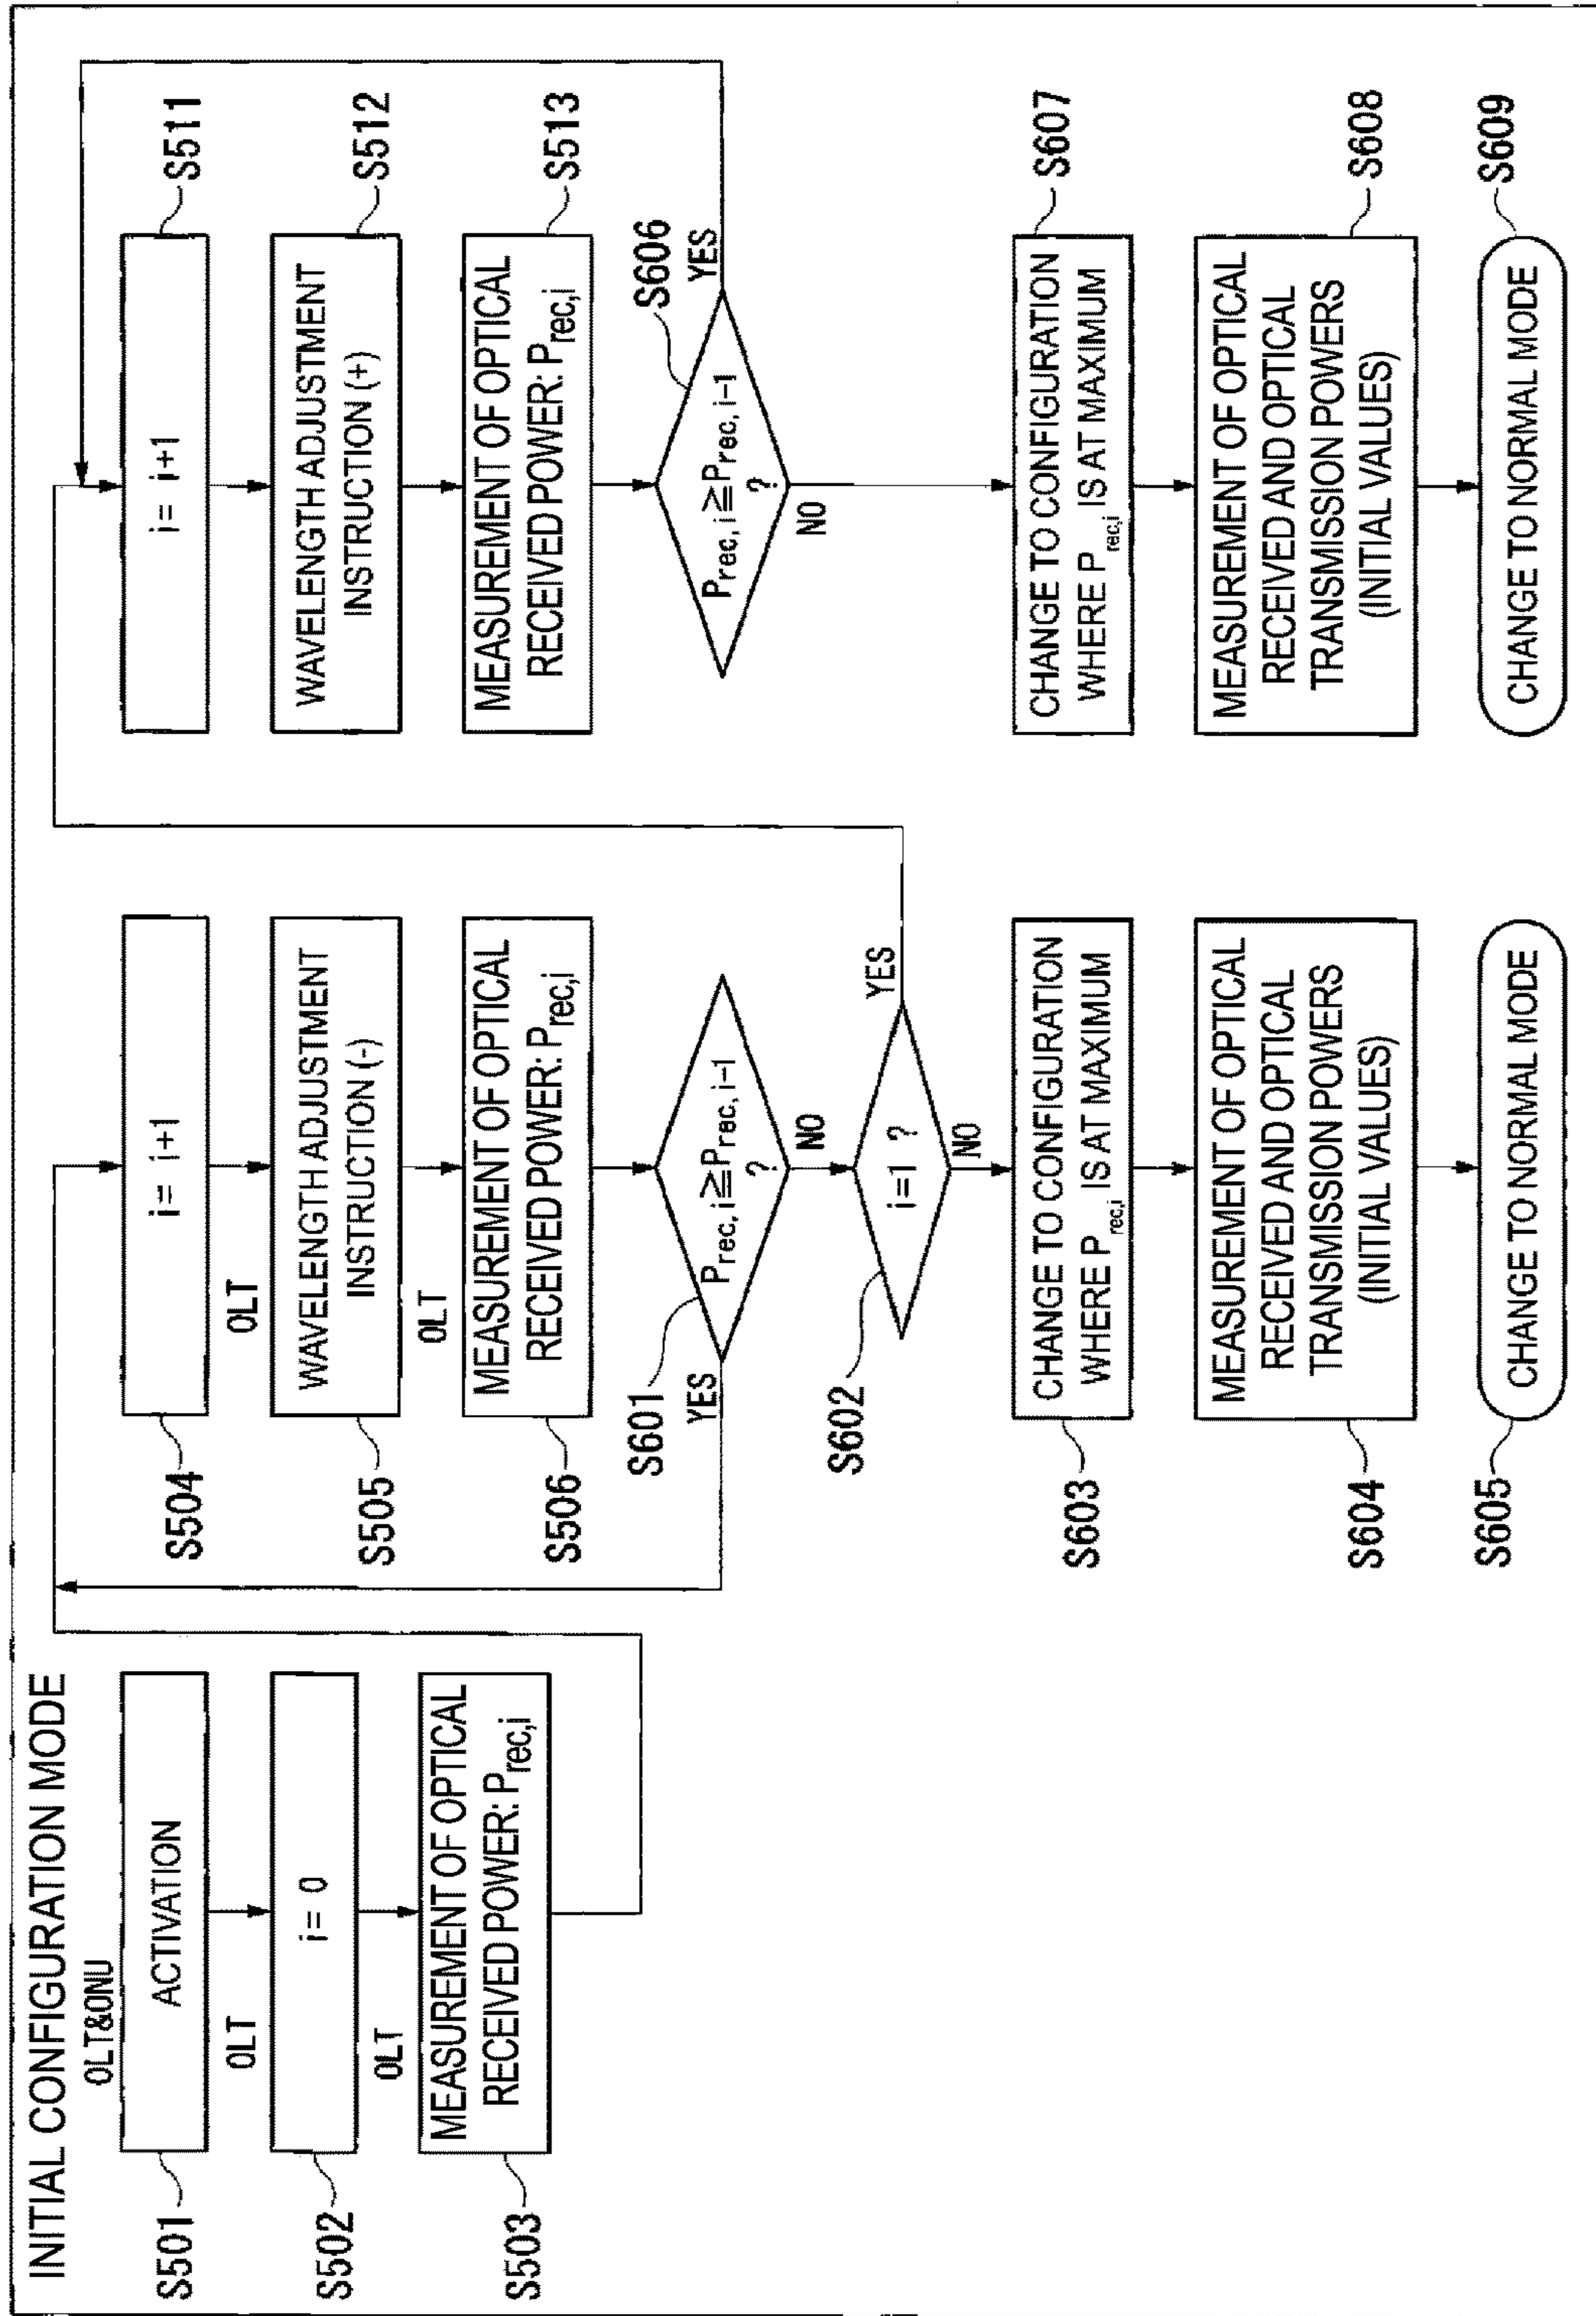 INITIAL CONFIGURATION MODE
OLT&ONU
ACTIVATION
S501
OLT
i= 0
S502
OLT
MEASUREMENT OF OPTICAL
RECEIVED POWER: Prec,i
S503
i= i+1
S504
OLT
WAVELENGTH ADJUSTMENT
INSTRUCTION (-)
S505
OLT
MEASUREMENT OF OPTICAL
RECEIVED POWER: Prec,i
S506
S601
Prec, i≧Prec, i-1
?
YES
NO
S602
i=1 ?
YES
NO
CHANGE TO CONFIGURATION
WHERE Prec,i IS AT MAXIMUM
S603
MEASUREMENT OF OPTICAL
RECEIVED AND OPTICAL
TRANSMISSION POWERS
(INITIAL VALUES)
S604
CHANGE TO NORMAL MODE
S605
i= i+1
S511
WAVELENGTH ADJUSTMENT
INSTRUCTION (+)
S512
MEASUREMENT OF OPTICAL
RECEIVED POWER: Prec,i
S513
S606
Prec, i≧Prec, i-1
?
YES
NO
CHANGE TO CONFIGURATION
WHERE Prec,i IS AT MAXIMUM
S607
MEASUREMENT OF OPTICAL
RECEIVED AND OPTICAL
TRANSMISSION POWERS
(INITIAL VALUES)
S608
CHANGE TO NORMAL MODE
S609